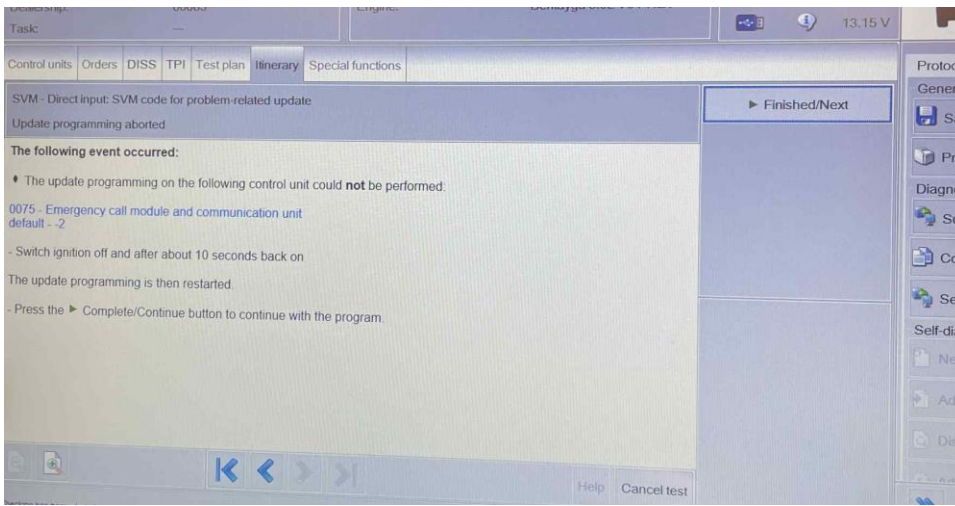 Task:
13.15 V
Control units Orders DISS TPI Test plan Itinerary Special functions
SVM - Direct input: SVM code for problem-related update
Update programming aborted
► Finished/Next
The following event occurred:
The update programming on the following control unit could not be performed:
0075 - Emergency call module and communication unit
default - -2
- Switch ignition off and after about 10 seconds back on
The update programming is then restarted.
- Press the ► Complete/Continue button to continue with the program.
Help Cancel test